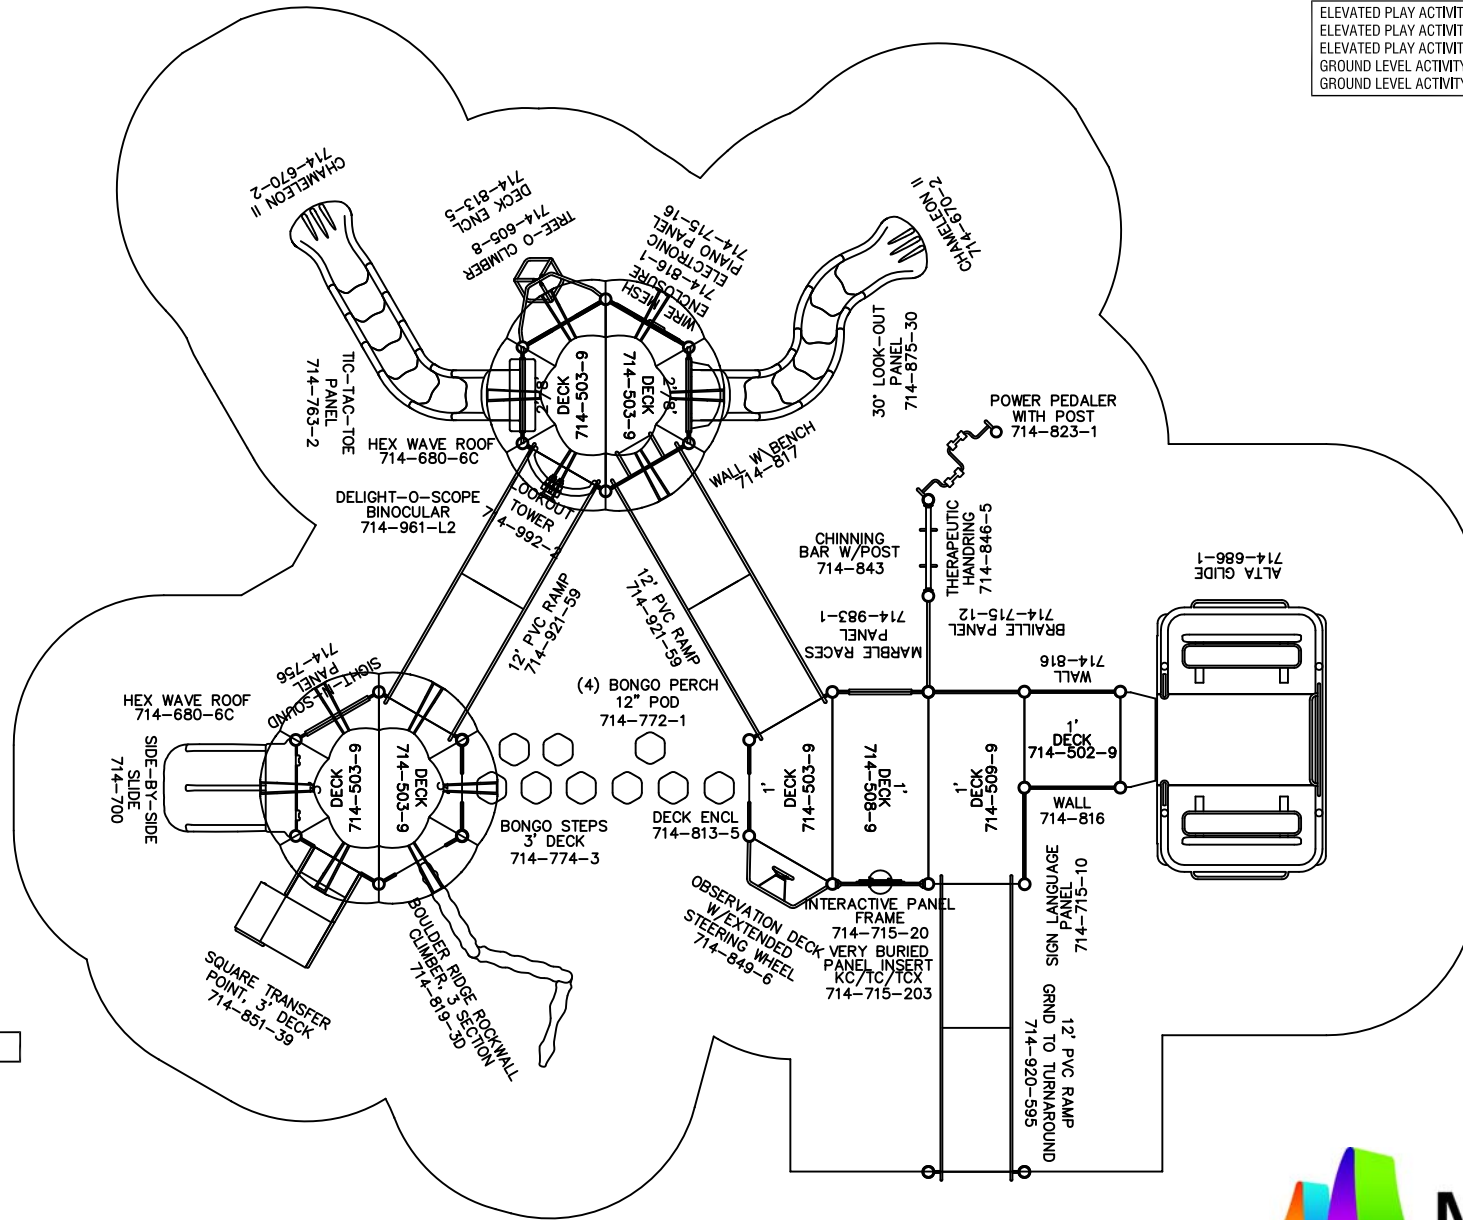 ELEVATED PLAY ACTIVIT
ELEVATED PLAY ACTIVIT
ELEVATED PLAY ACTIVIT
GROUND LEVEL ACTIVITY
GROUND LEVEL ACTIVITY
CHAMELEON II
714-670-2
DECK ENCL
714-813-5
TREE-O CLIMBER
714-605-8
WIRE MESH
ENCLOSURE
714-816-1
ELECTRONIC
PIANO PANEL
714-715-16
CHAMELEON II
714-670-2
TIC-TAC-TOE
PANEL
714-763-2
2'/8'
DECK
714-503-9
2'/8'
DECK
714-503-9
30' LOOK-OUT
PANEL
714-875-30
HEX WAVE ROOF
714-680-6C
WALL W\BENCH
714-817
POWER PEDALER
WITH POST
714-823-1
DELIGHT-O-SCOPE
BINOCULAR
714-961-L2
LOOKOUT
TOWER
714-992-2
CHINNING
BAR W/POST
714-843
THERAPEUTIC
HANDRING
714-846-5
ALTA GLIDE
714-686-1
12' PVC RAMP
714-921-59
12' PVC RAMP
714-921-59
MARBLE RACES
PANEL
714-983-1
BRAILLE PANEL
714-715-12
WALL
714-816
SIGHT-N-SOUND
PANEL
714-756
HEX WAVE ROOF
714-680-6C
SIDE-BY-SIDE
SLIDE
714-700
DECK
714-503-9
DECK
714-503-9
(4) BONGO PERCH
12" POD
714-772-1
BONGO STEPS
3' DECK
714-774-3
DECK ENCL
714-813-5
1'
DECK
714-503-9
1'
DECK
714-508-9
1'
DECK
714-509-9
1'
DECK
714-502-9
WALL
714-816
SQUARE TRANSFER
POINT, 3' DECK
714-851-39
BOULDER RIDGE ROCKWALL
CLIMBER, 3 SECTION
714-819-3D
OBSERVATION DECK
W/EXTENDED
STEERING WHEEL
714-849-6
INTERACTIVE PANEL
FRAME
714-715-20
VERY BURIED
PANEL INSERT
KC/TC/TCX
714-715-203
SIGN LANGUAGE
PANEL
714-715-10
12' PVC RAMP
GRND TO TURNAROUND
714-920-595